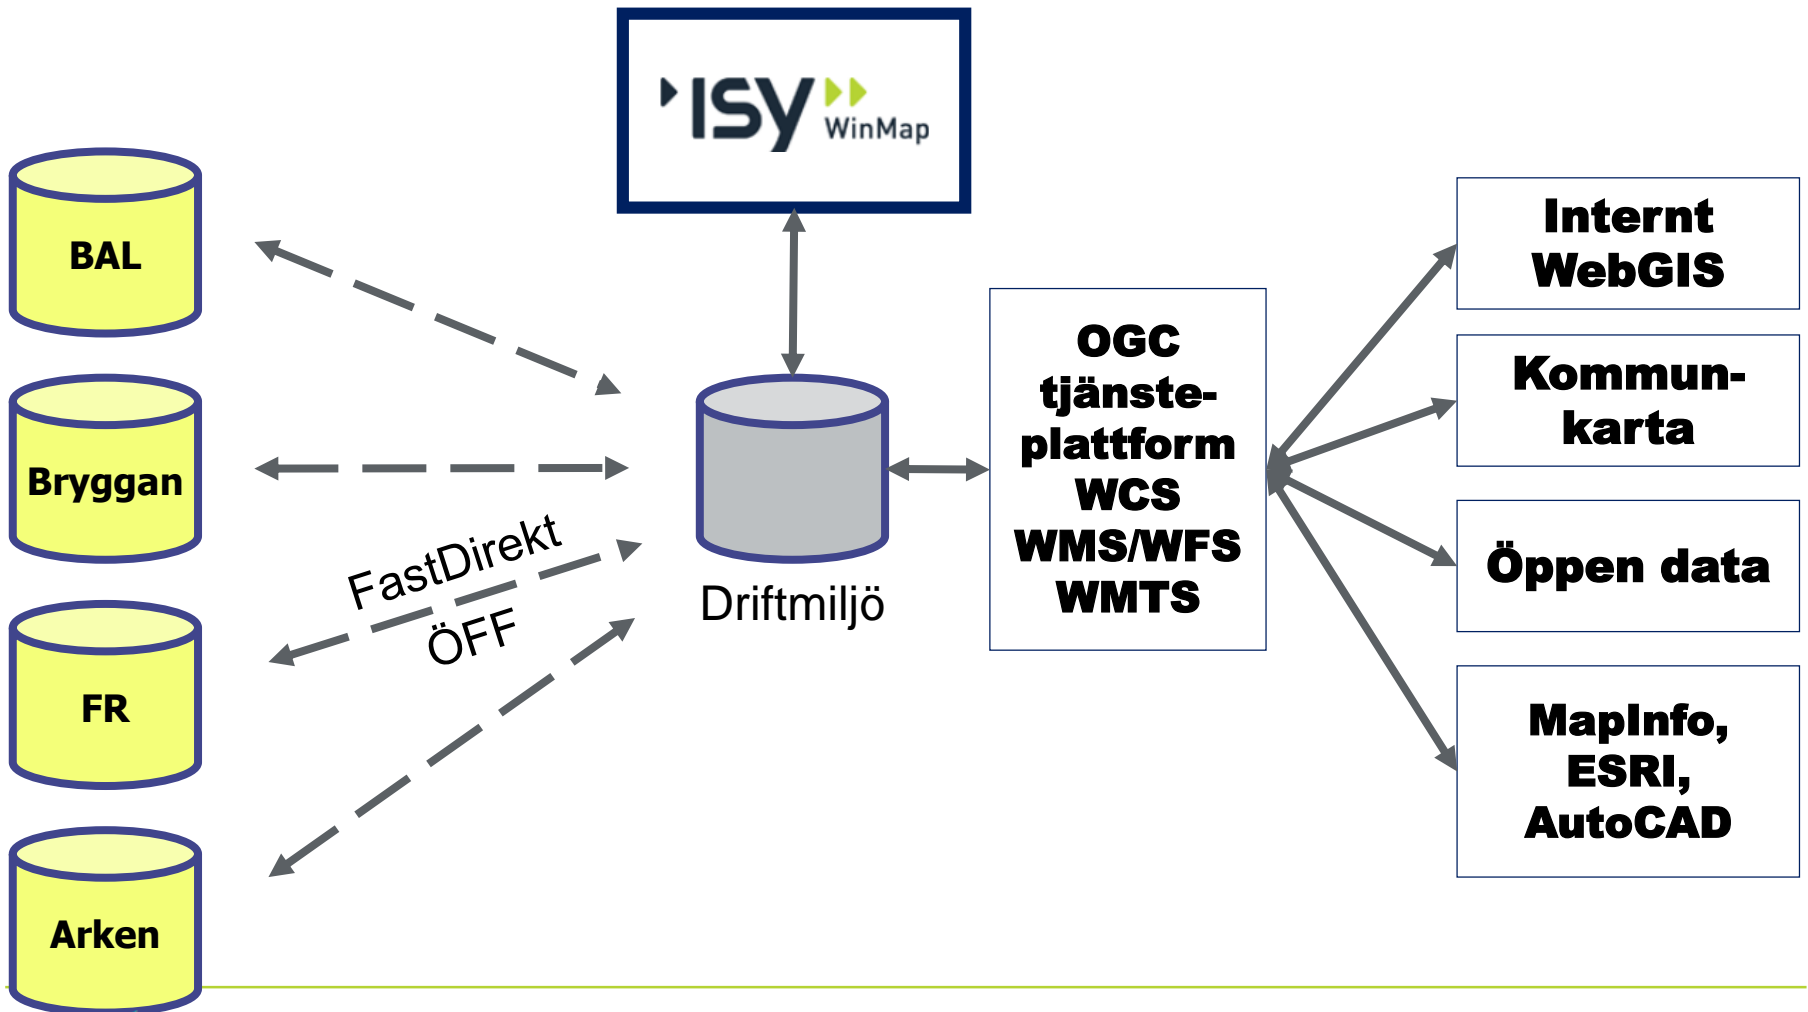 ISY
WinMap
BAL
Bryggan
FR
Arken
FastDirekt
ÖFF
Driftmiljö
OGC
tjänste-
plattform
WCS
WMS/WFS
WMTS
Internt
WebGIS
Kommun-
karta
Öppen data
MapInfo,
ESRI,
AutoCAD